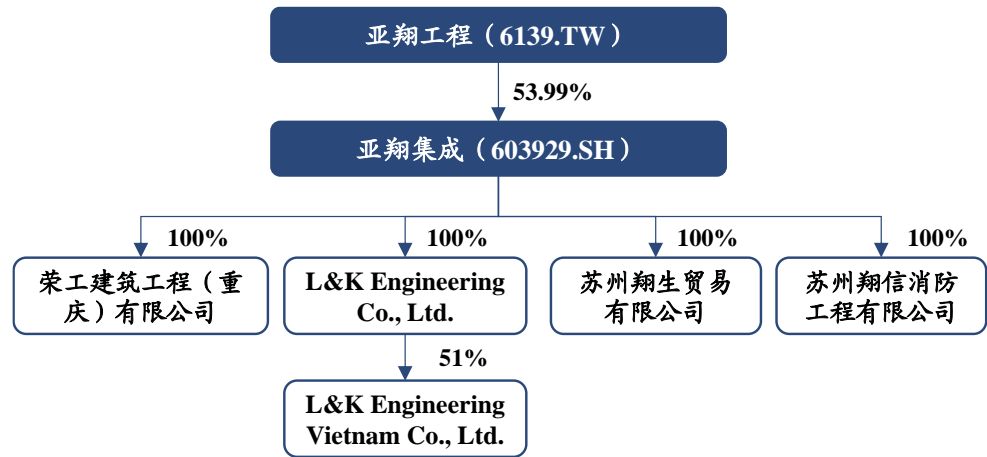 亚翔工程（6139.TW）
53.99%
亚翔集成（603929.SH）
100%
100%
100%
100%
荣工建筑工程（重
庆）有限公司
L&K Engineering
Co., Ltd.
苏州翔生贸易
有限公司
苏州翔信消防
工程有限公司
51%
L&K Engineering
Vietnam Co., Ltd.